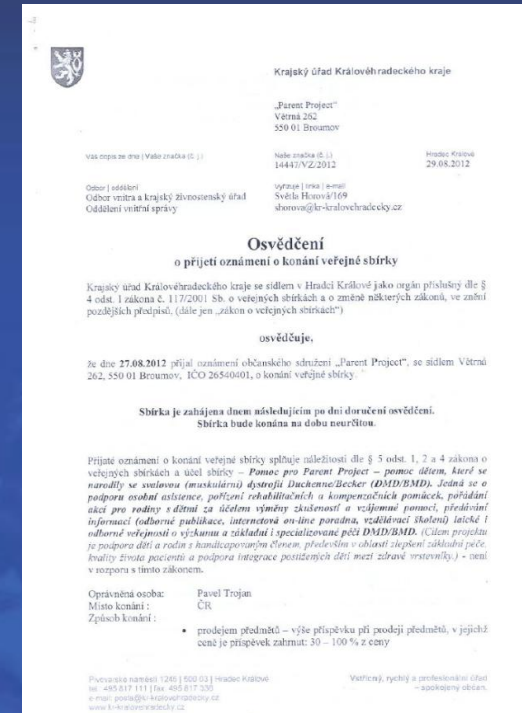 Krajský úřad Královéhradeckého kraje
„Parent Project"
Větrná 262
550 01 Broumov
Váš dopis ze dne | Vaše značka (č. j.)
Naše značka (č. j.)
14447/VZ/2012
Hradec Králové
29.08.2012
Odbor | oddělení
Odbor vnitra a krajský živnostenský úřad
Oddělení vnitřní správy
Vyřizuje | linka | e-mail
Světla Horová/169
shorova@kr-kralovehradecky.cz
Osvědčení
o přijetí oznámení o konání veřejné sbírky
Krajský úřad Královéhradeckého kraje se sídlem v Hradci Králové jako orgán příslušný dle §
4 odst. 1 zákona č. 117/2001 Sb. o veřejných sbírkách a o změně některých zákonů, ve znění
pozdějších předpisů, (dále jen „zákon o veřejných sbírkách")
osvědčuje,
že dne 27.08.2012 přijal oznámení občanského sdružení „Parent Project", se sídlem Větrná
262, 550 01 Broumov, IČO 26540401, o konání veřejné sbírky.
Sbírka je zahájena dnem následujícím po dni doručení osvědčení.
Sbírka bude konána na dobu neurčitou.
Přijaté oznámení o konání veřejné sbírky splňuje náležitosti dle § 5 odst. 1, 2 a 4 zákona o
veřejných sbírkách a účel sbírky – Pomoc pro Parent Project – pomoc dětem, které se
narodily se svalovou (muskulární) dystrofií Duchenne/Becker (DMD/BMD). Jedná se o
podporu osobní asistence, pořízení rehabilitačních a kompenzačních pomůcek, pořádání
akcí pro rodiny s dětmi za účelem výměny zkušeností a vzájemné pomoci, předávání
informací (odborné publikace, internetová on-line poradna, vzdělávací školení) laické i
odborné veřejnosti o výzkumu a základní i specializované péči DMD/BMD. (Cílem projektu
je podpora dětí a rodin s handicapovaným členem, především v oblasti zlepšení základní péče,
kvality života pacientů a podpora integrace postižených dětí mezi zdravé vrstevníky.) - není
v rozporu s tímto zákonem.
Oprávněná osoba: Pavel Trojan
Místo konání : ČR
Způsob konání :
• prodejem předmětů – výše příspěvku při prodeji předmětů, v jejichž
ceně je příspěvek zahrnut: 30 – 100 % z ceny
Pivovarské náměstí 1245 | 500 03 | Hradec Králové
tel.: 495 817 111 | fax: 495 817 336
e-mail: posta@kr-kralovehradecky.cz
www.kr-kralovehradecky.cz
Vstřícný, rychlý a profesionální úřad
– spokojený občan.